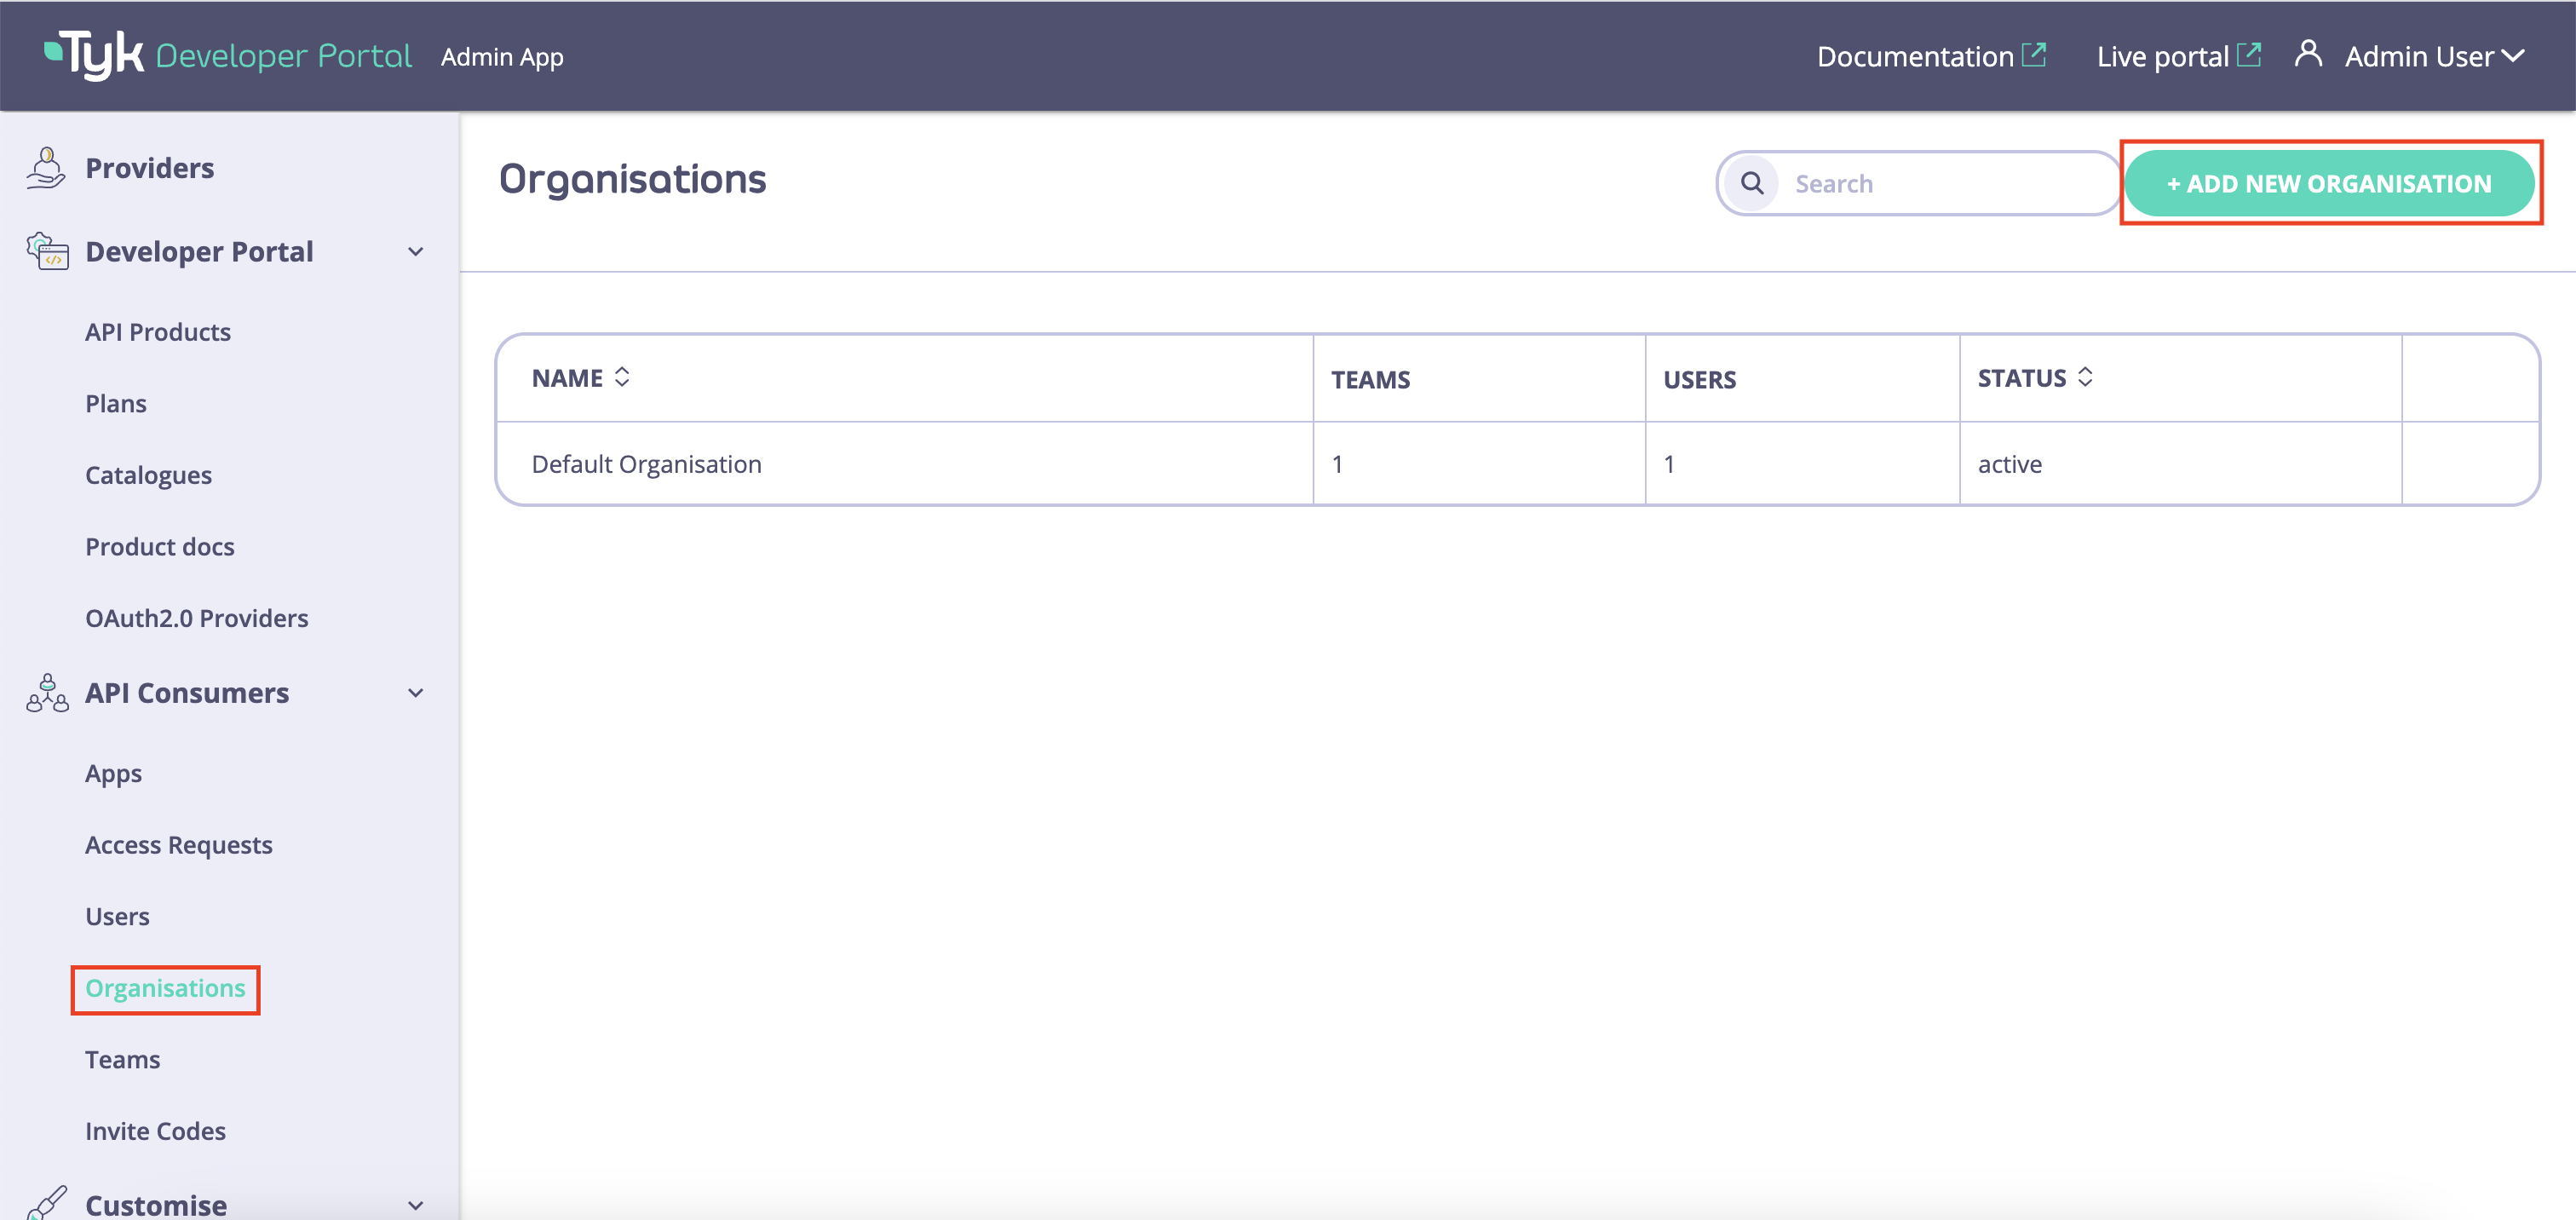 Tyk Developer Portal Admin App Documentation Live portal Admin User
Providers
Developer Portal
API Products
Plans
Catalogues
Product docs
OAuth2.0 Providers
API Consumers
Apps
Access Requests
Users
Organisations
Teams
Invite Codes
Customise
Organisations
Search
+ ADD NEW ORGANISATION
NAME TEAMS USERS STATUS
Default Organisation 1 1 active